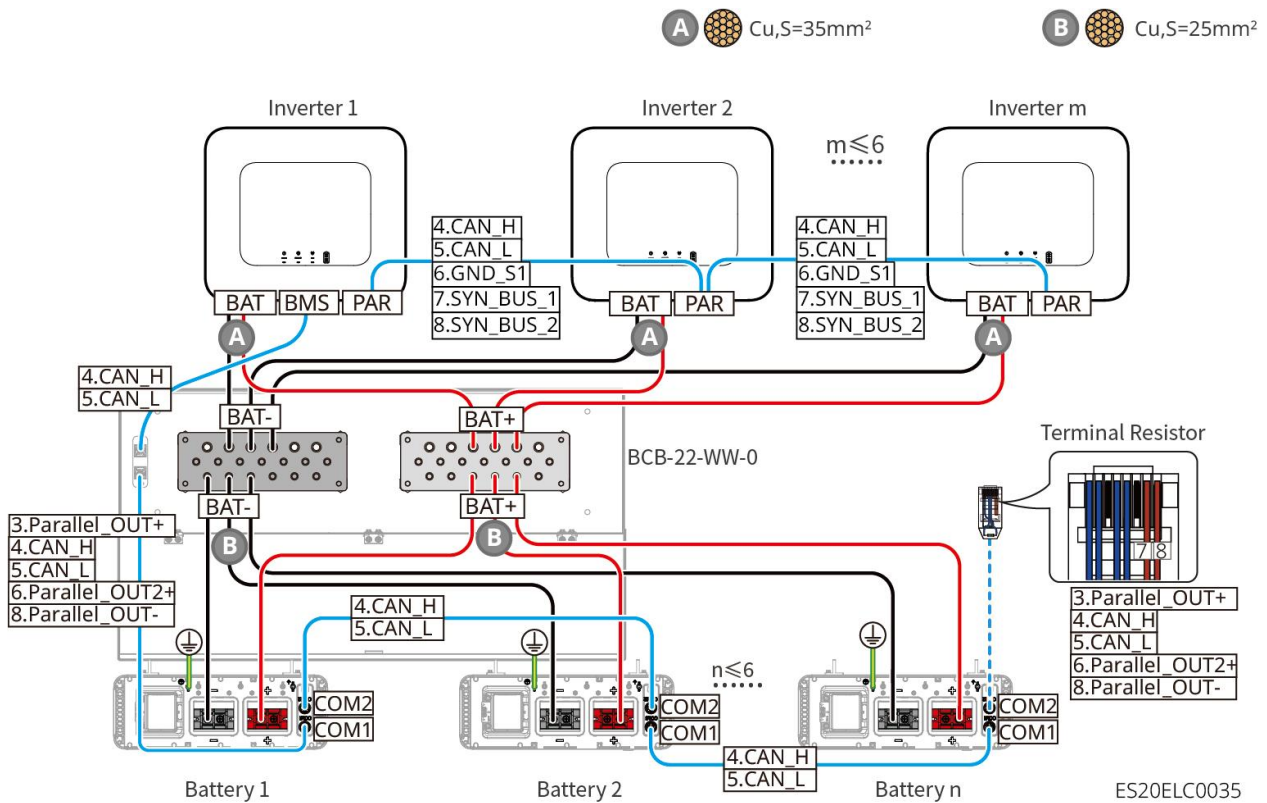 A Cu,S=35mm²
B Cu,S=25mm²
Inverter 1
Inverter 2
Inverter m
m≤6
4.CAN_H
5.CAN_L
6.GND_S1
7.SYN_BUS_1
8.SYN_BUS_2
4.CAN_H
5.CAN_L
6.GND_S1
7.SYN_BUS_1
8.SYN_BUS_2
BAT
BMS
PAR
BAT
PAR
BAT
PAR
A
A
A
4.CAN_H
5.CAN_L
BAT-
BAT+
BCB-22-WW-0
BAT-
BAT+
B
B
Terminal Resistor
7 8
3.Parallel_OUT+
4.CAN_H
5.CAN_L
6.Parallel_OUT2+
8.Parallel_OUT-
3.Parallel_OUT+
4.CAN_H
5.CAN_L
6.Parallel_OUT2+
8.Parallel_OUT-
4.CAN_H
5.CAN_L
n≤6
COM2
COM1
COM2
COM1
COM2
COM1
4.CAN_H
5.CAN_L
Battery 1
Battery 2
Battery n
ES20ELC0035